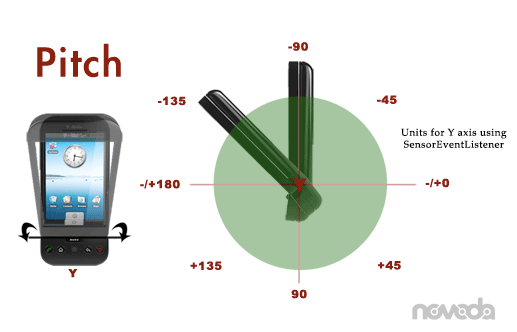 Pitch
-90
-135
-45
Units for Y axis using
SensorEventListener
-/+180
Y
-/+0
Y
+135
+45
90
novoda